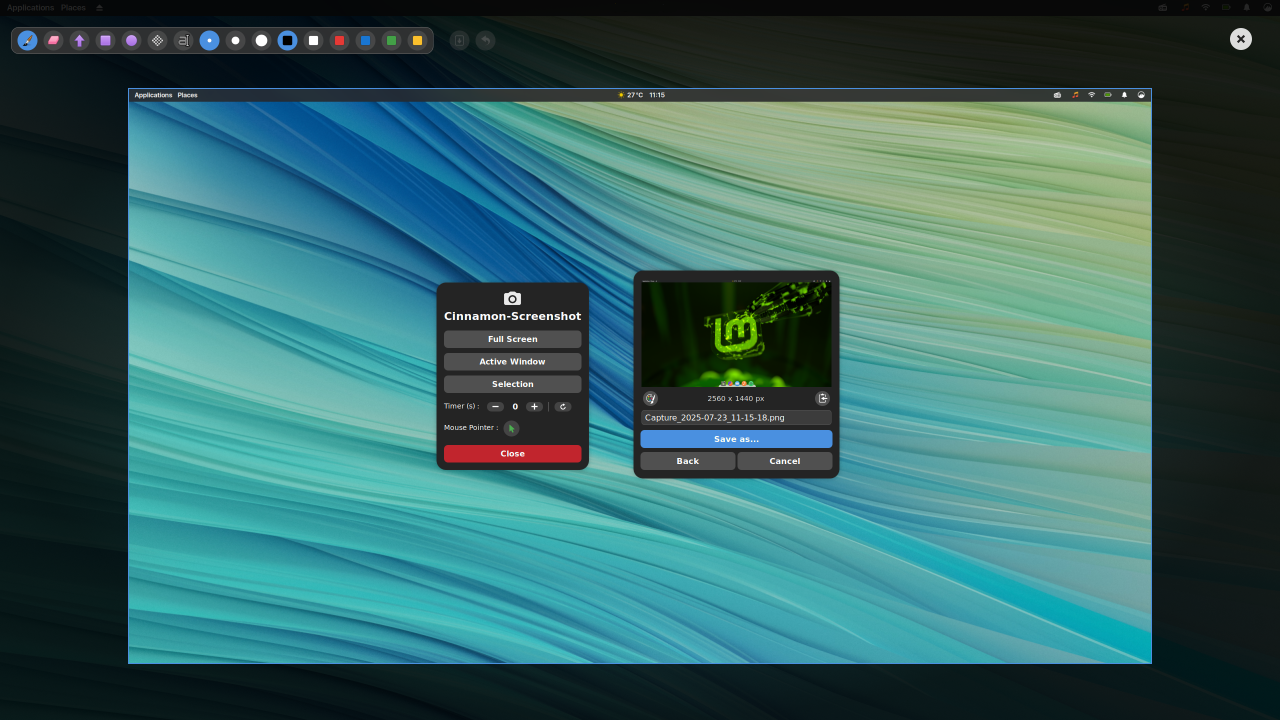 Applications Places
a
Applications Places
27°C 11:15
Cinnamon-Screenshot
Full Screen
Active Window
Selection
Timer (s) : 0
Mouse Pointer :
Close
2560 x 1440 px
Capture_2025-07-23_11-15-18.png
Save as...
Back Cancel